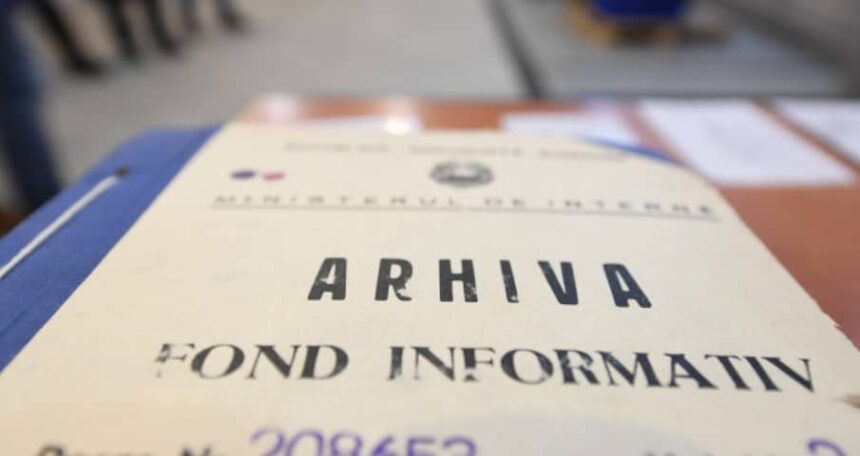 MINISTERUL DE INTERNE
ARHIVA
FOND INFORMATIV
208653